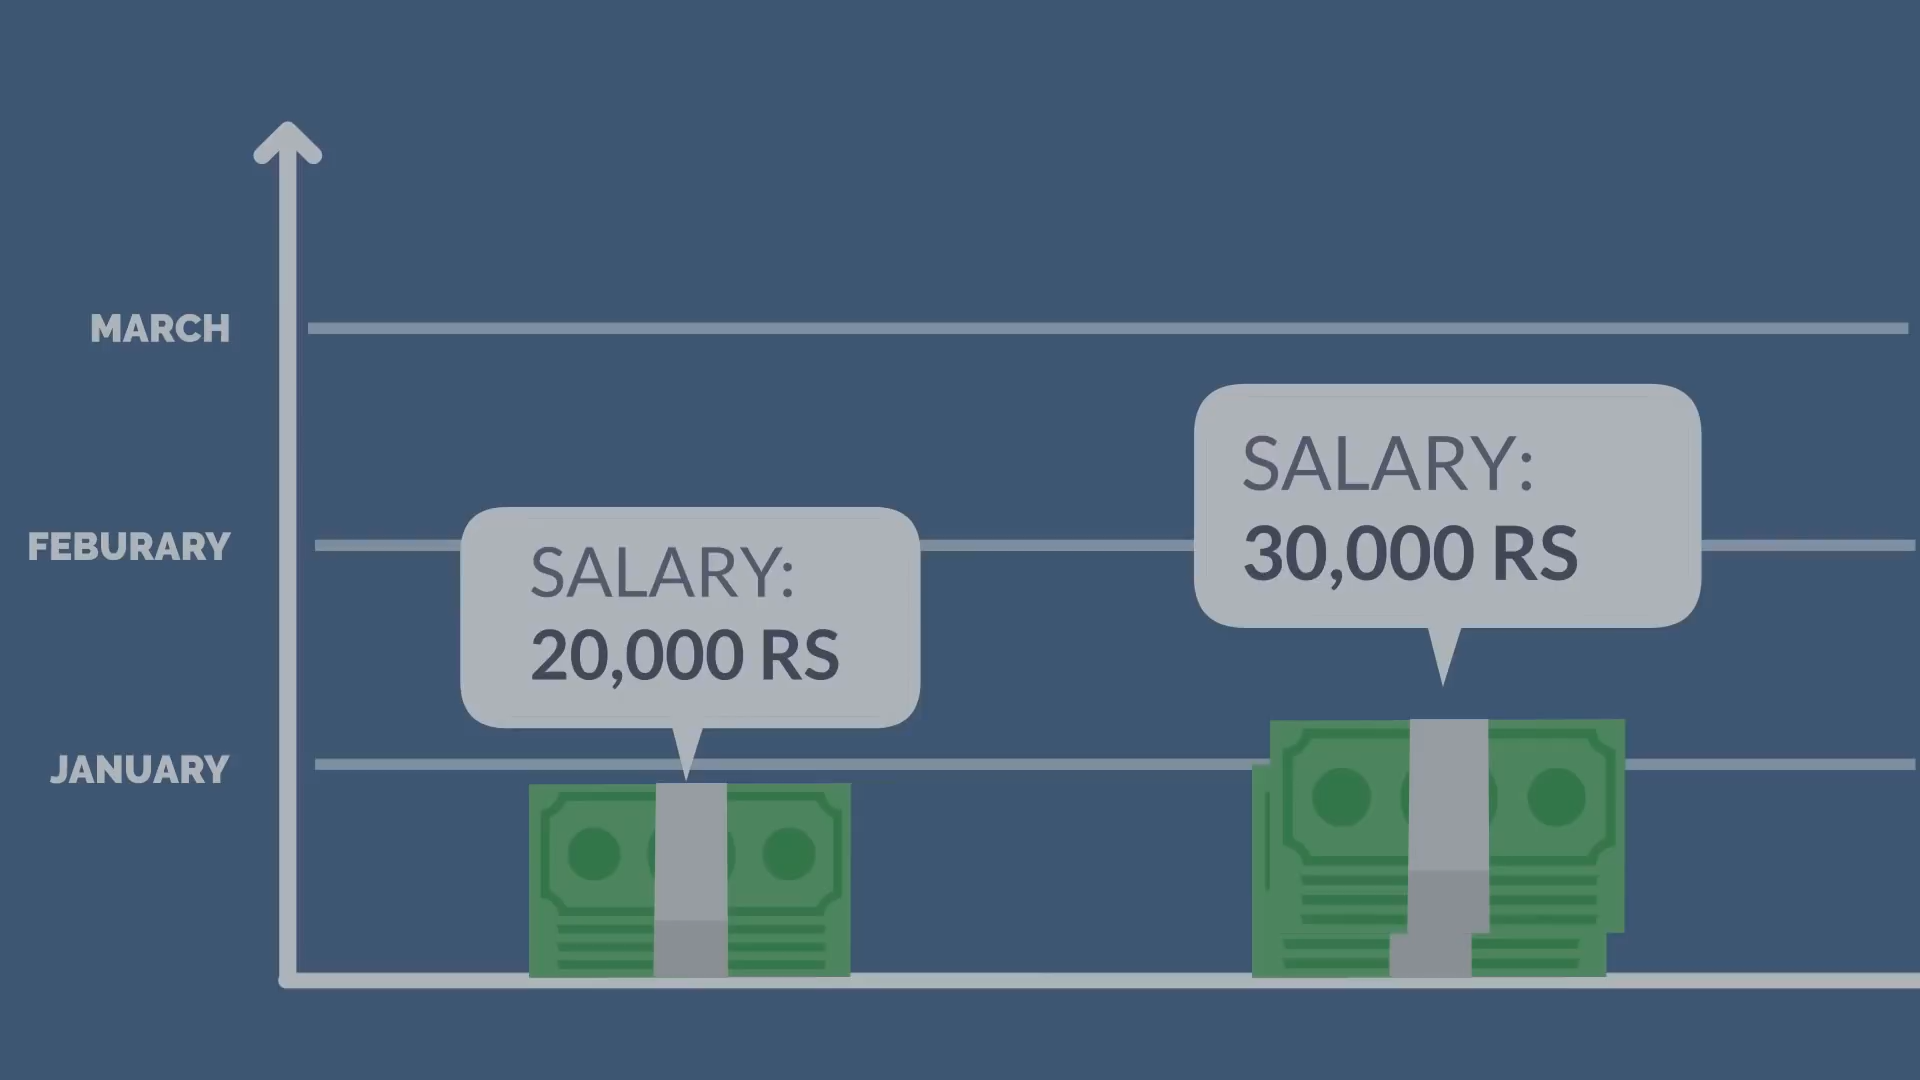 MARCH
SALARY:
30,000 RS
FEBURARY
SALARY:
20,000 RS
JANUARY